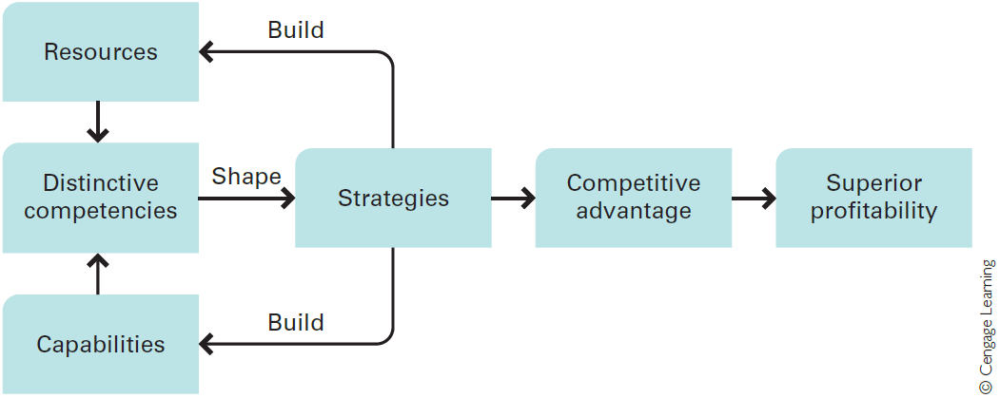 Resources
Build
Distinctive
competencies
Shape
Strategies
Competitive
advantage
Superior
profitability
Capabilities
Build
© Cengage Learning